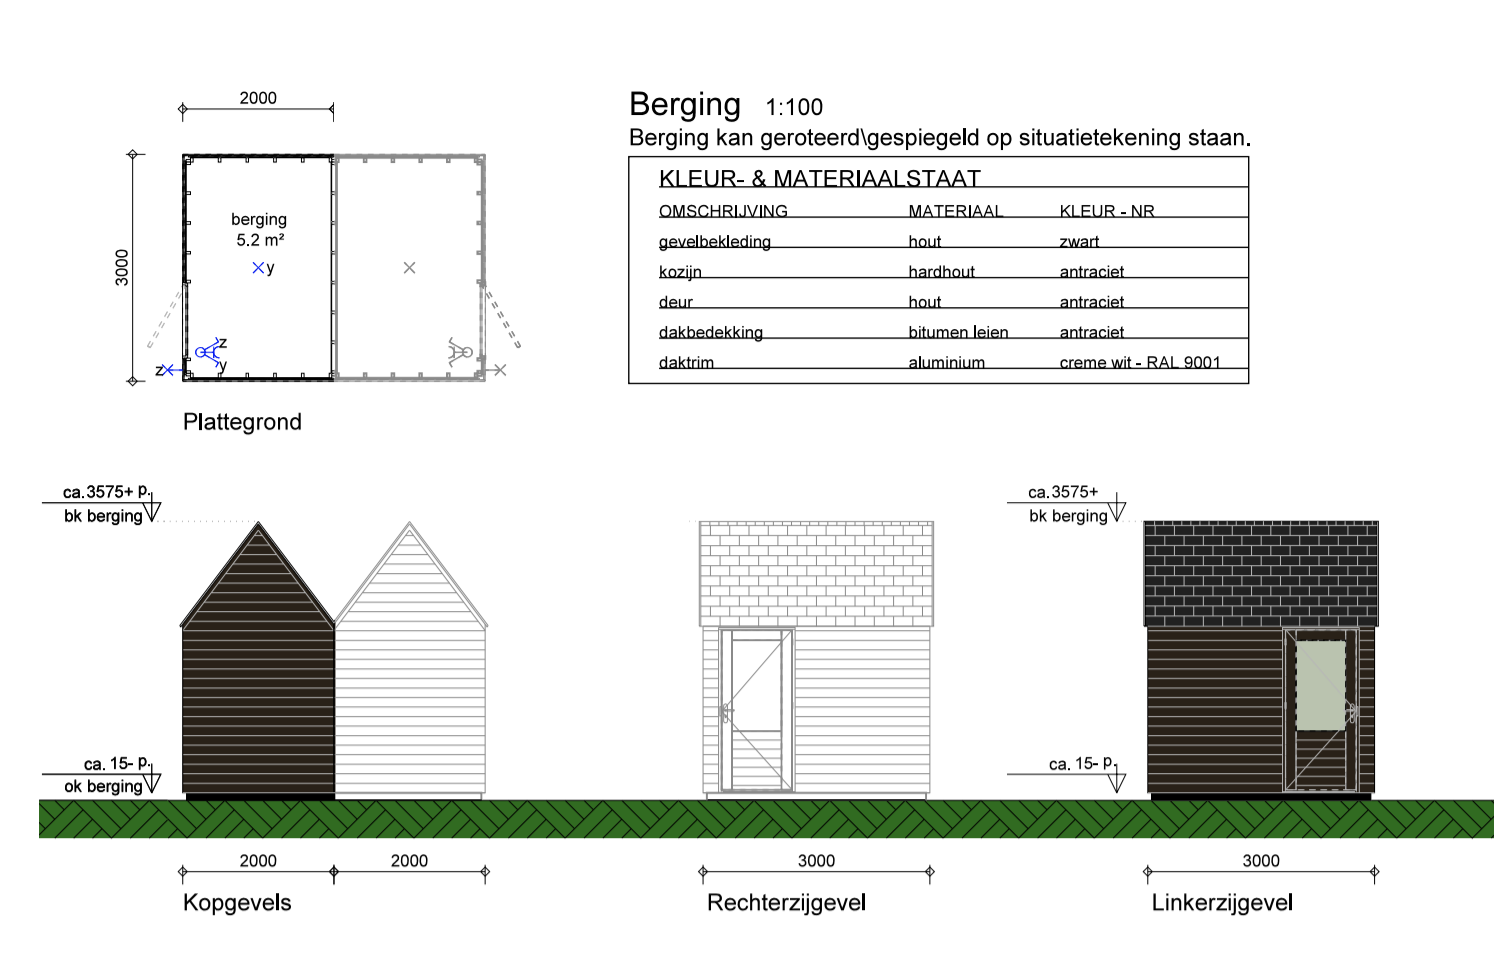 2000
3000
berging
5.2 m²
y
z
y
z
Plattegrond
Berging 1:100
Berging kan geroteerd\gespiegeld op situatietekening staan.
KLEUR- & MATERIAALSTAAT
OMSCHRIJVING MATERIAAL KLEUR - NR
gevelbekleding hout zwart
kozijn hardhout antraciet
deur hout antraciet
dakbedekking bitumen leien antraciet
daktrim aluminium creme wit - RAL 9001
ca.3575+ p.
bk berging
ca. 15- p.
ok berging
2000 2000
Kopgevels
3000
Rechterzijgevel
ca.3575+
bk berging
ca. 15- p.
3000
Linkerzijgevel